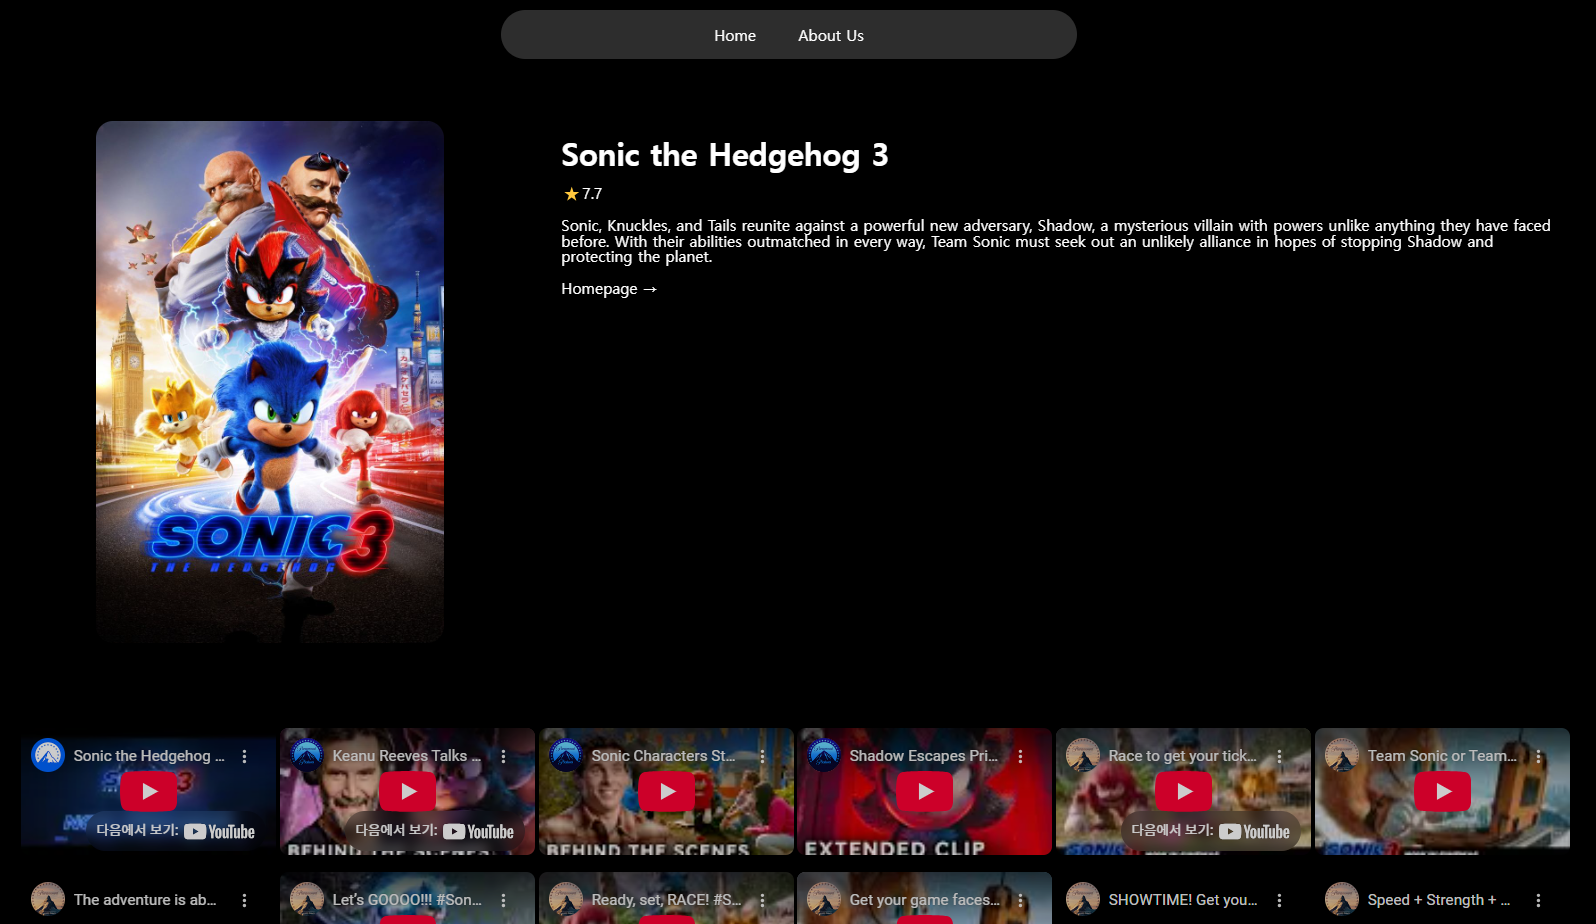 Home About Us
Sonic the Hedgehog 3
7.7
Sonic, Knuckles, and Tails reunite against a powerful new adversary, Shadow, a mysterious villain with powers unlike anything they have faced
before. With their abilities outmatched in every way, Team Sonic must seek out an unlikely alliance in hopes of stopping Shadow and
protecting the planet.
Homepage →
SONIC 3
THE HEDGEHOG
Sonic the Hedgehog ...
다음에서 보기: YouTube
Keanu Reeves Talks ...
다음에서 보기: YouTube
BEHIND THE SCENES
Sonic Characters St...
BEHIND THE SCENES
Shadow Escapes Pri...
EXTENDED CLIP
Race to get your tick...
다음에서 보기: YouTube
Team Sonic or Team...
The adventure is ab...
Let's GOOOO!!! #Son...
Ready, set, RACE! #S...
Get your game faces...
SHOWTIME! Get you...
Speed + Strength + ...